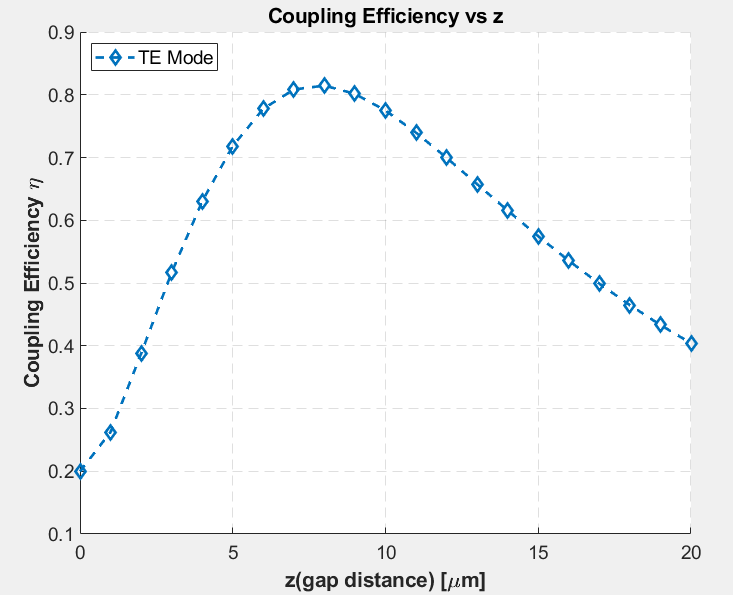 Coupling Efficiency vs z
TE Mode
Coupling Efficiency η
0.9
0.8
0.7
0.6
0.5
0.4
0.3
0.2
0.1
0 5 10 15 20
z(gap distance) [μm]